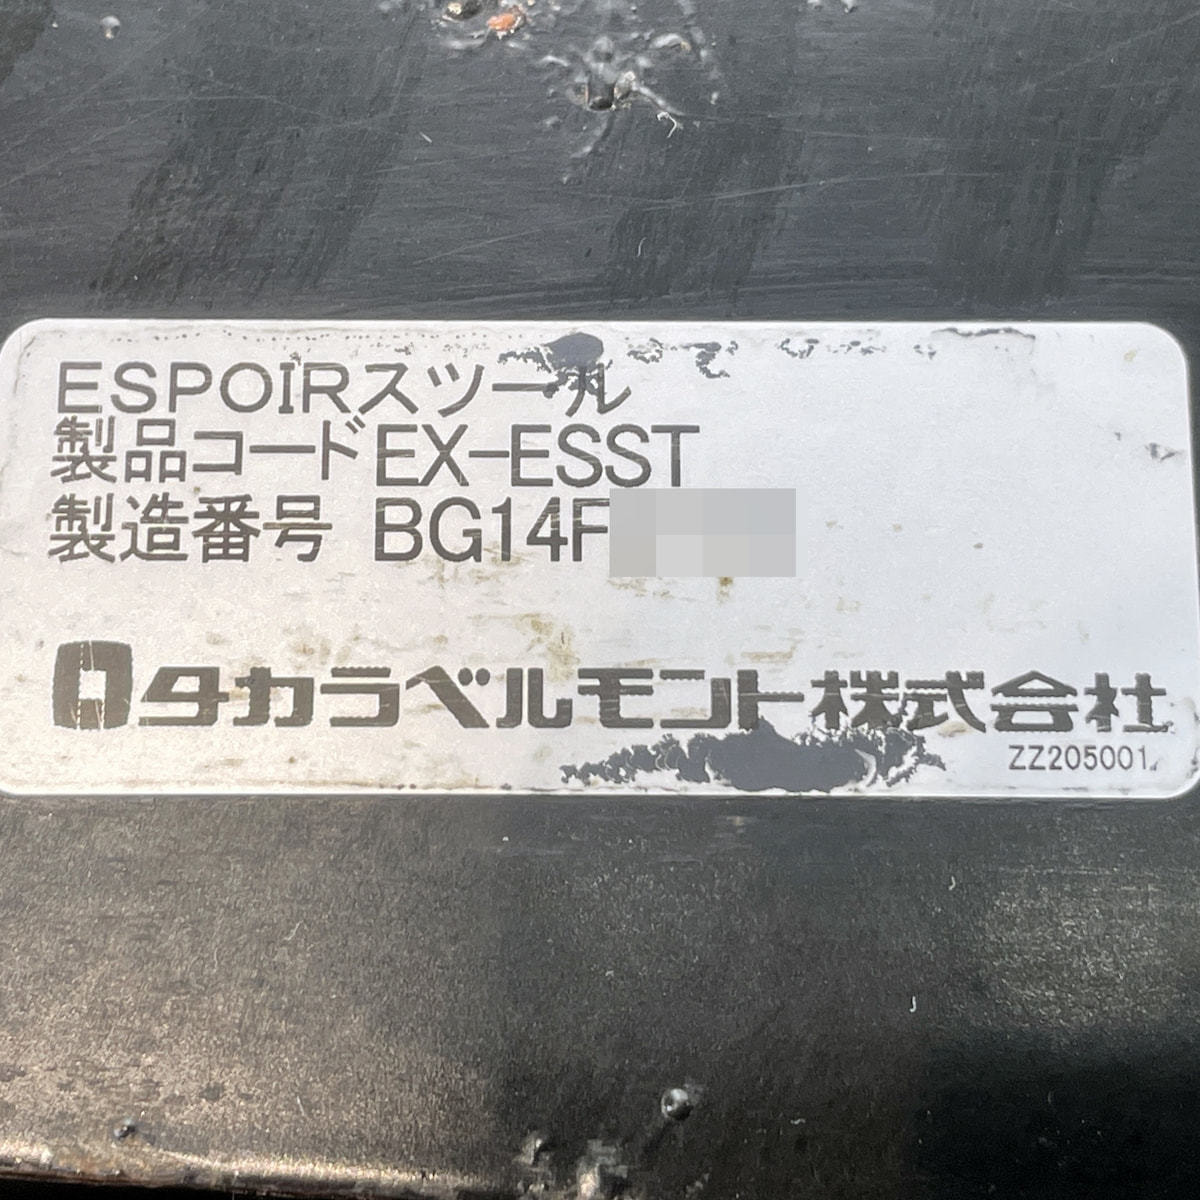 ESPOIRスツール
製品コードEX-ESST
製造番号 BG14F
タカラベルモント株式会社
ZZ205001